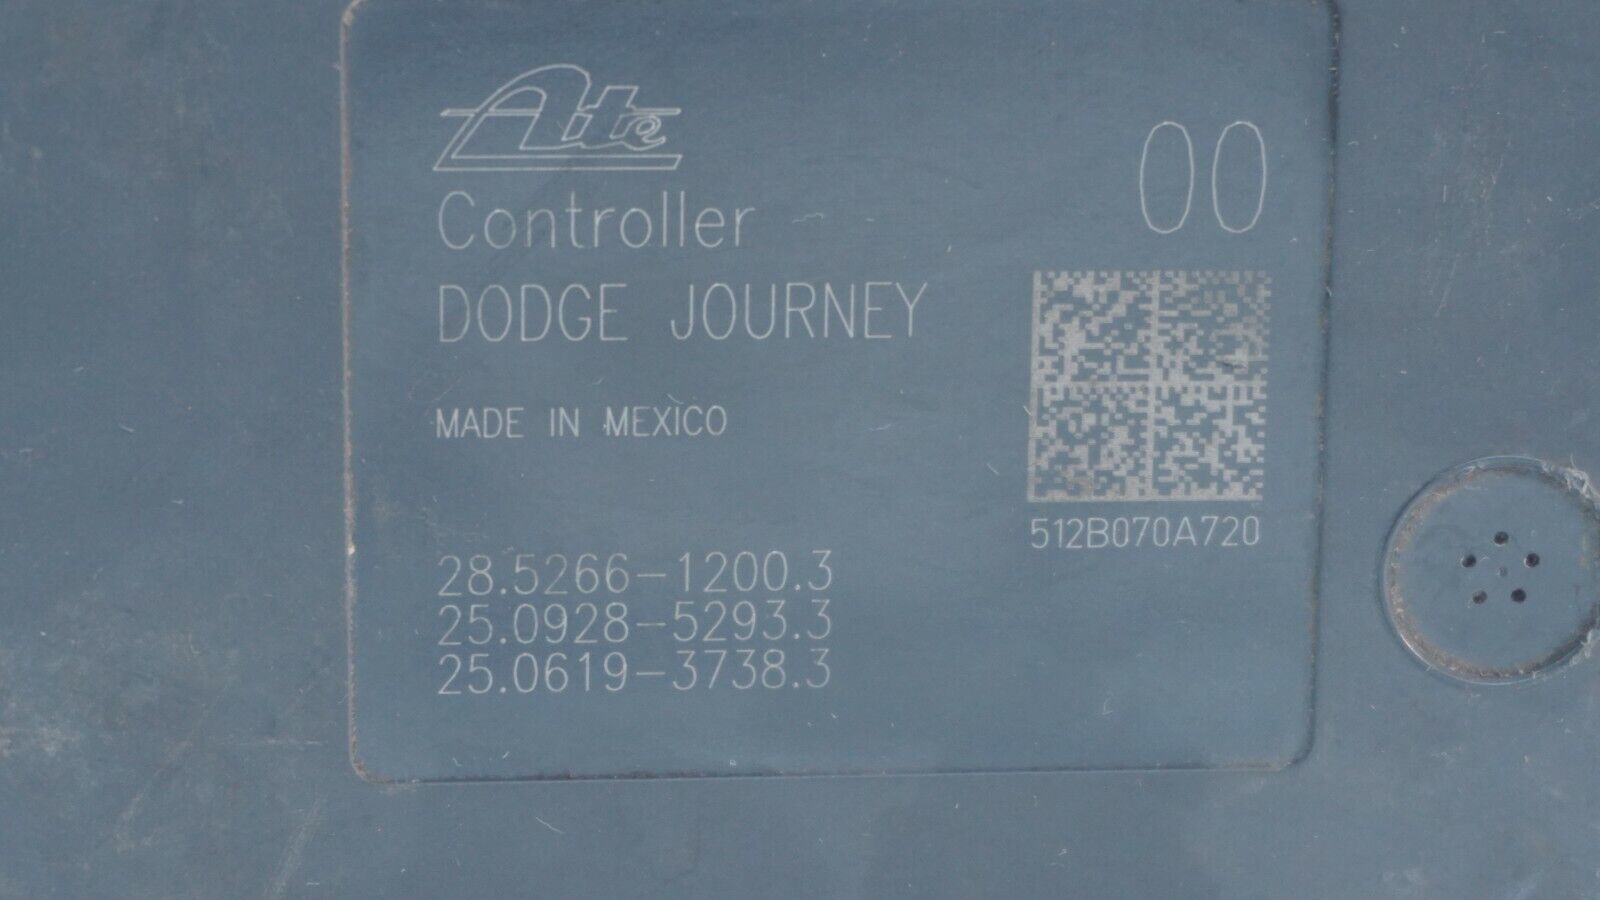 Ate
00
Controller
DODGE JOURNEY
MADE IN MEXICO
512B070A720
28.5266-1200.3
25.0928-5293.3
25.0619-3738.3